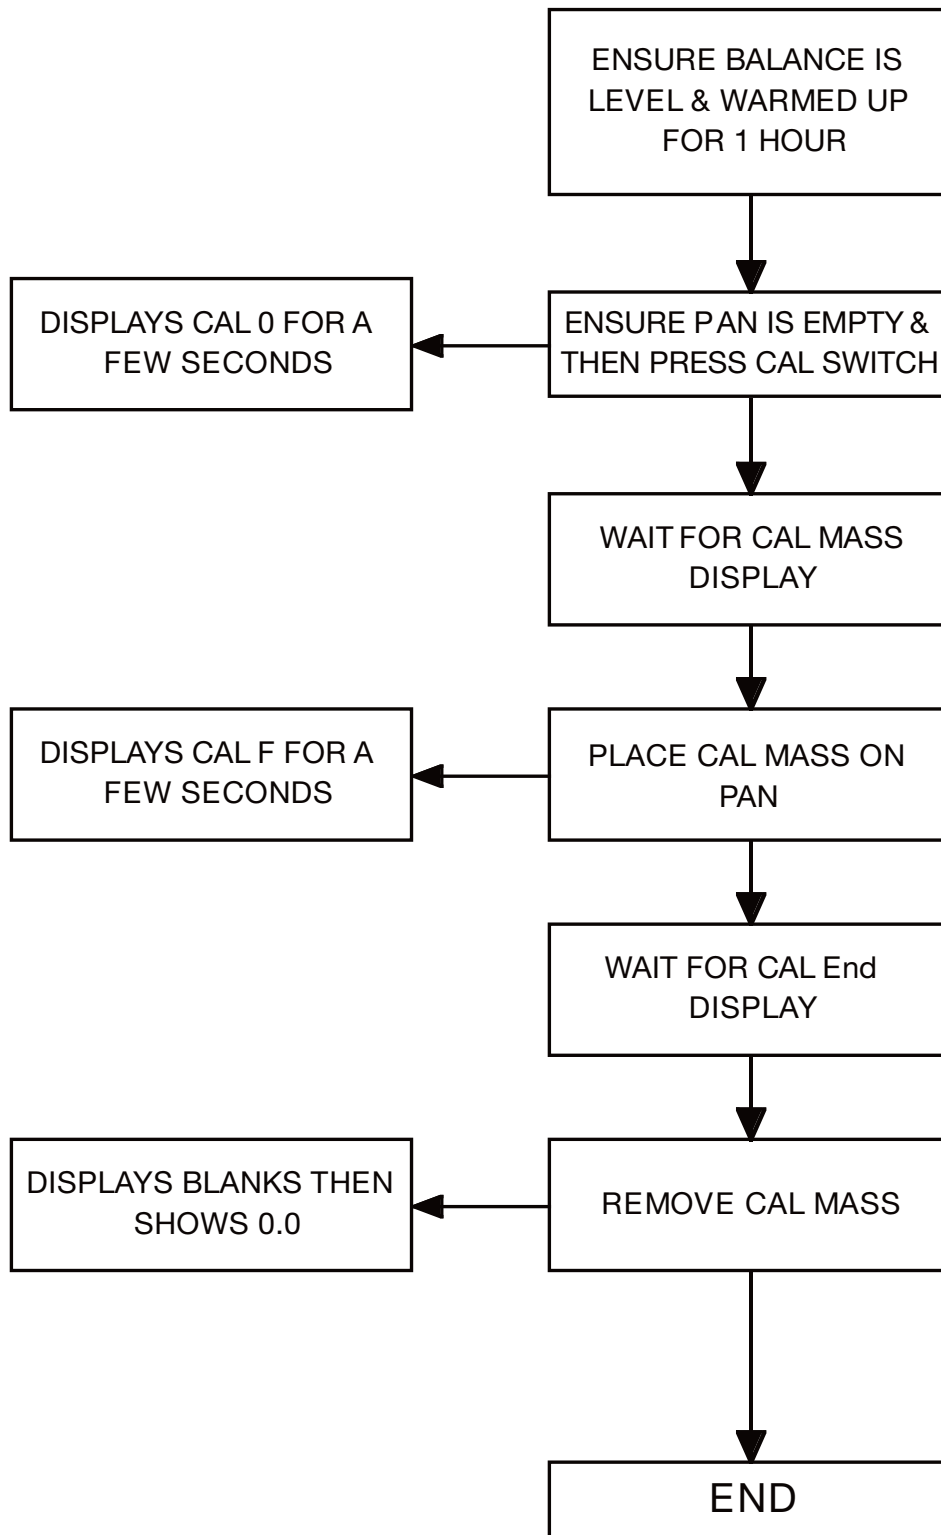 ENSURE BALANCE IS
LEVEL & WARMED UP
FOR 1 HOUR
DISPLAYS CAL 0 FOR A
FEW SECONDS
ENSURE PAN IS EMPTY &
THEN PRESS CAL SWITCH
WAIT FOR CAL MASS
DISPLAY
DISPLAYS CAL F FOR A
FEW SECONDS
PLACE CAL MASS ON
PAN
WAIT FOR CAL End
DISPLAY
DISPLAYS BLANKS THEN
SHOWS 0.0
REMOVE CAL MASS
END